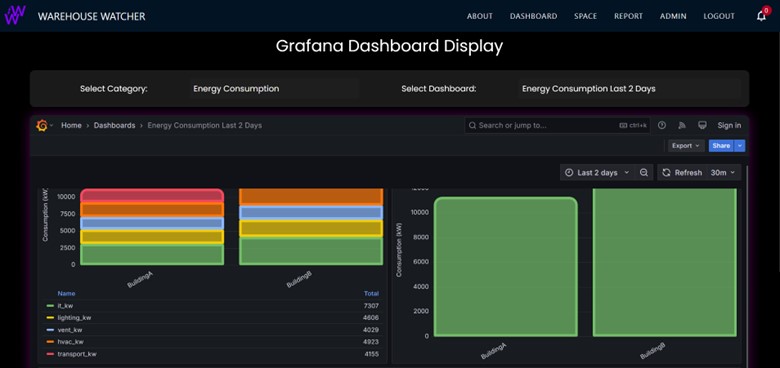 WAREHOUSE WATCHER
ABOUT DASHBOARD SPACE REPORT ADMIN LOGOUT 0
Grafana Dashboard Display
Select Category: Energy Consumption Select Dashboard: Energy Consumption Last 2 Days
Home › Dashboards › Energy Consumption Last 2 Days Search or jump to... ctrl+k Sign in
Export Share
Last 2 days Refresh 30m
Consumption (kW)
10000
7500
5000
2500
0
BuildingA BuildingB
Name Total
it_kw 7307
lighting_kw 4606
vent_kw 4029
hvac_kw 4923
transport_kw 4155
Consumption (kW)
10000
8000
6000
4000
2000
0
BuildingA BuildingB